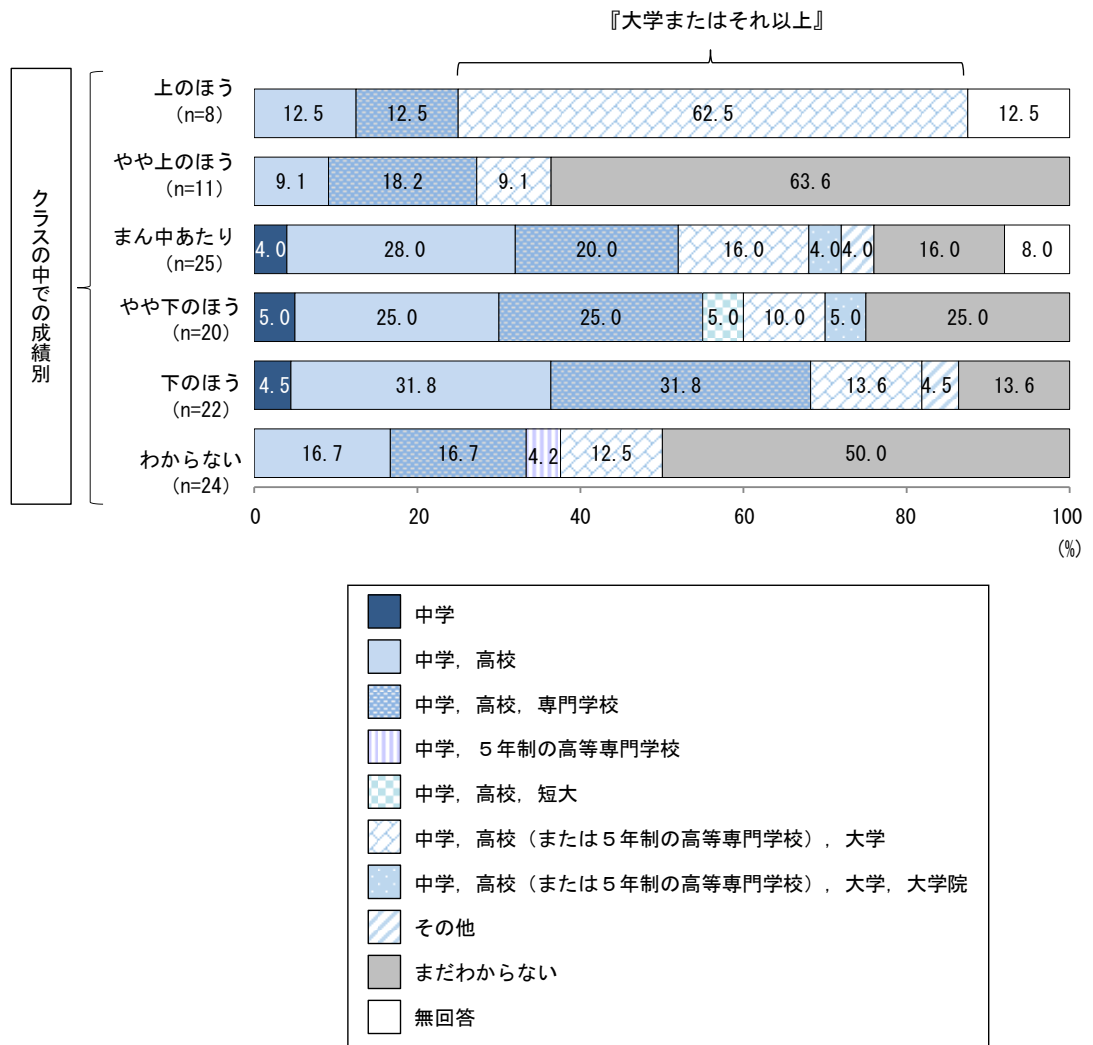 『大学またはそれ以上』
クラスの中での成績別
上のほう
(n=8)
12.5 12.5 62.5 12.5
やや上のほう
(n=11)
9.1 18.2 9.1 63.6
まん中あたり
(n=25)
4.0 28.0 20.0 16.0 4.0 4.0 16.0 8.0
やや下のほう
(n=20)
5.0 25.0 25.0 5.0 10.0 5.0 25.0
下のほう
(n=22)
4.5 31.8 31.8 13.6 4.5 13.6
わからない
(n=24)
16.7 16.7 4.2 12.5 50.0
0 20 40 60 80 100
(%)
中学
中学，高校
中学，高校，専門学校
中学，５年制の高等専門学校
中学，高校，短大
中学，高校（または５年制の高等専門学校），大学
中学，高校（または５年制の高等専門学校），大学，大学院
その他
まだわからない
無回答